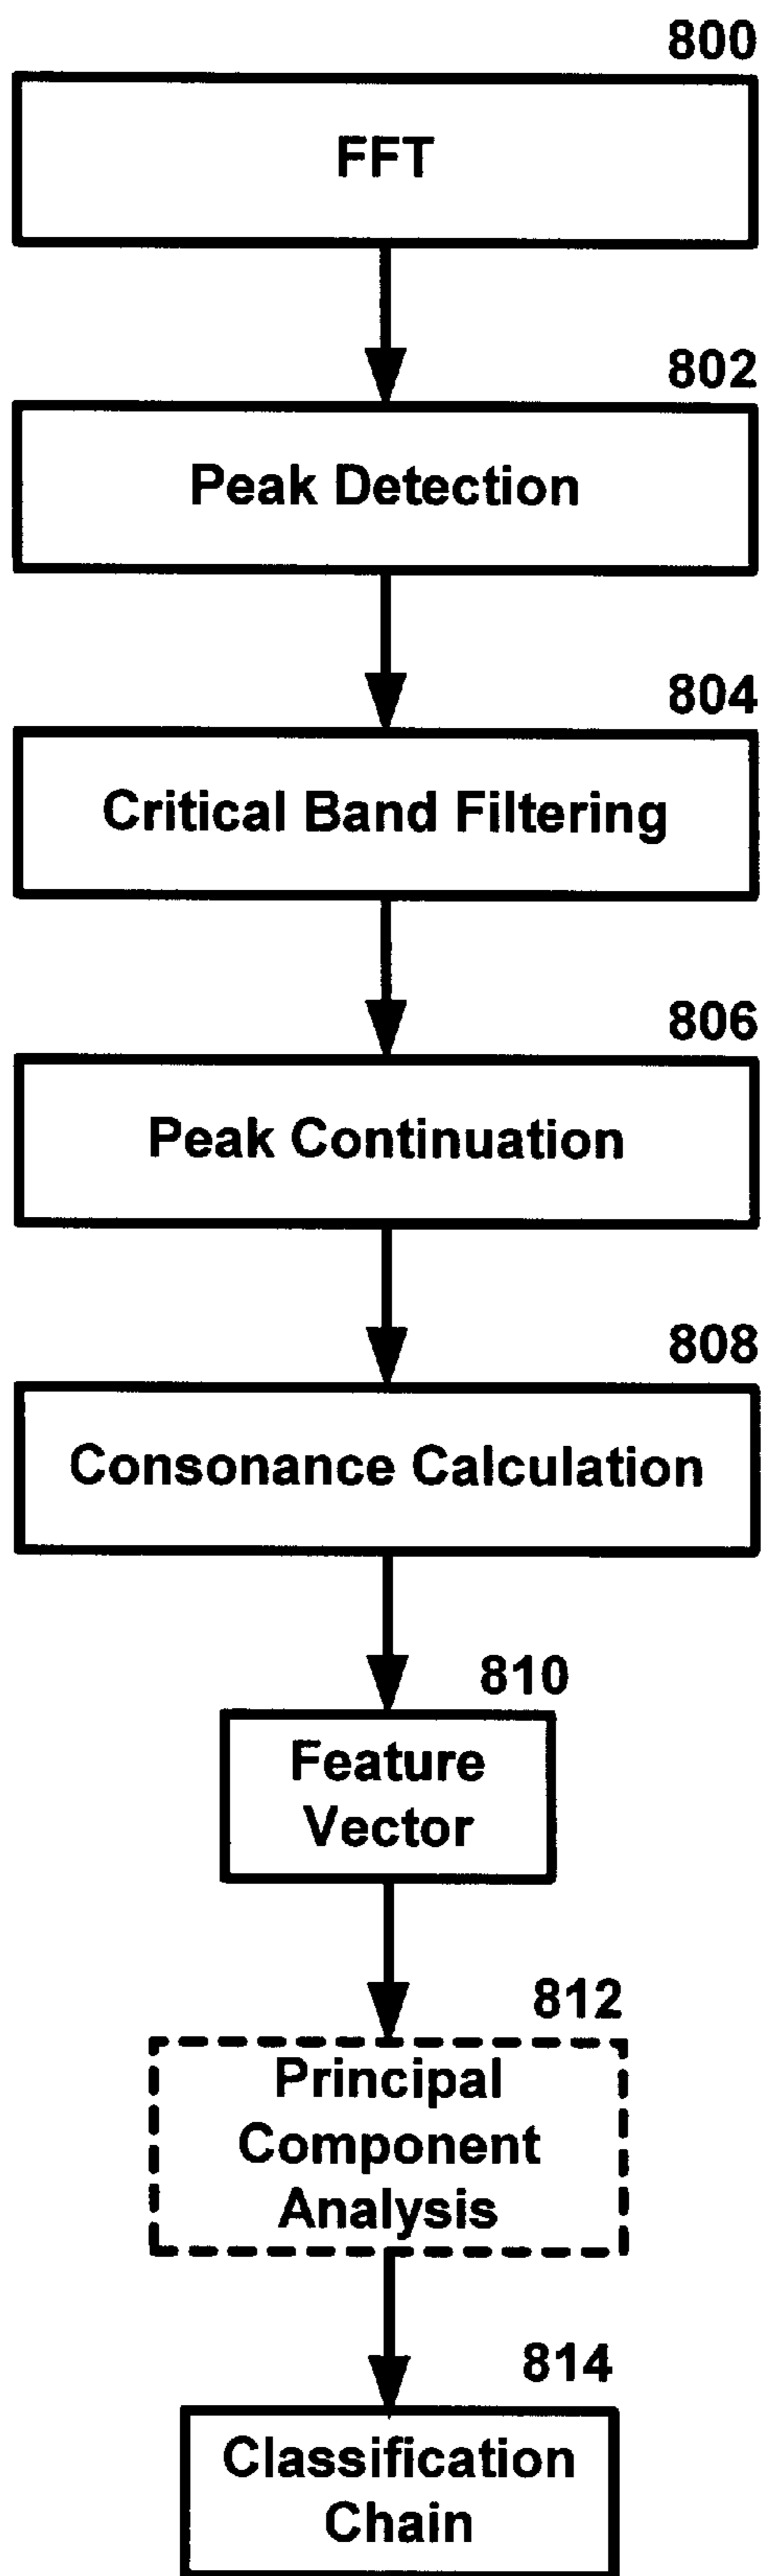 800
FFT
802
Peak Detection
804
Critical Band Filtering
806
Peak Continuation
808
Consonance Calculation
810
Feature
Vector
812
Principal
Component
Analysis
814
Classification
Chain